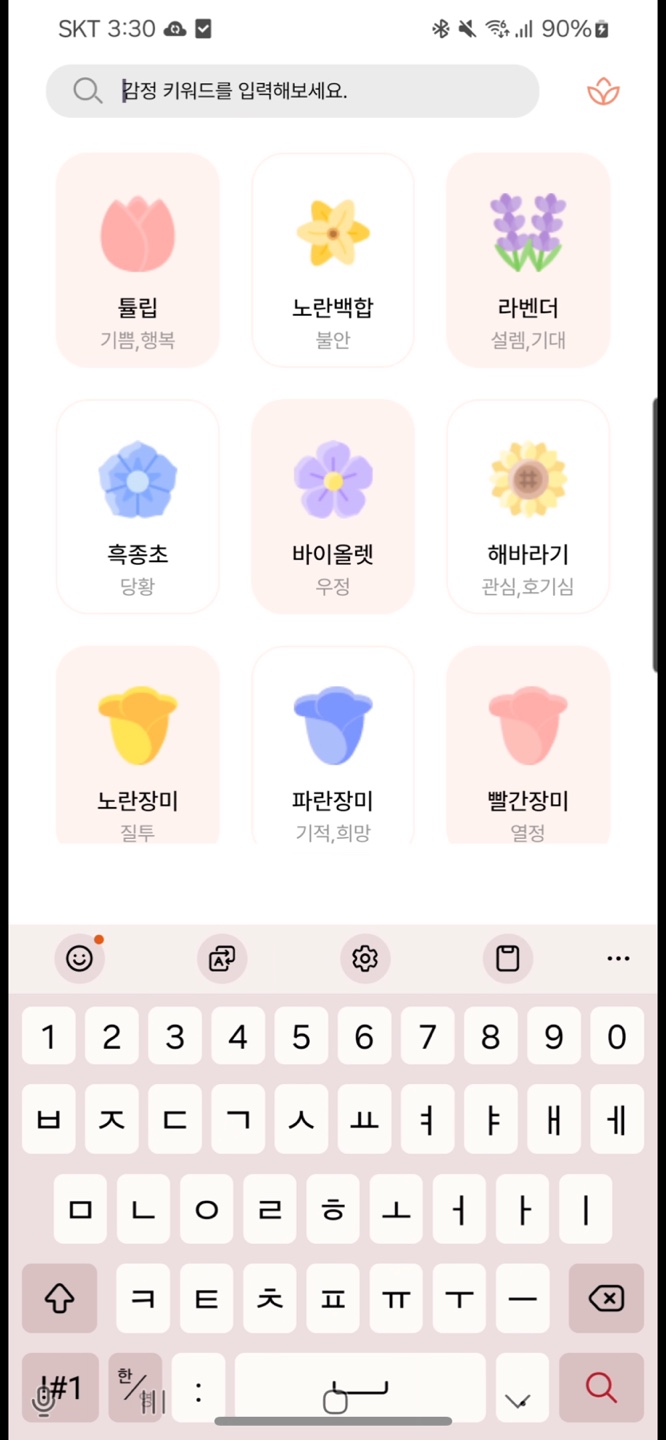 SKT 3:30 90%
감정 키워드를 입력해보세요.
튤립 노란백합 라벤더
기쁨,행복 불안 설렘,기대
흑종초 바이올렛 해바라기
당황 우정 관심,호기심
노란장미 파란장미 빨간장미
질투 기적,희망 열정
1 2 3 4 5 6 7 8 9 0
ㅂ ㅈ ㄷ ㄱ ㅅ ㅛ ㅕ ㅑ ㅐ ㅔ
ㅁ ㄴ ㅇ ㄹ ㅎ ㅗ ㅓ ㅏ ㅣ
ㅋ ㅌ ㅊ ㅍ ㅠ ㅜ ㅡ
!#1 한/영 : .